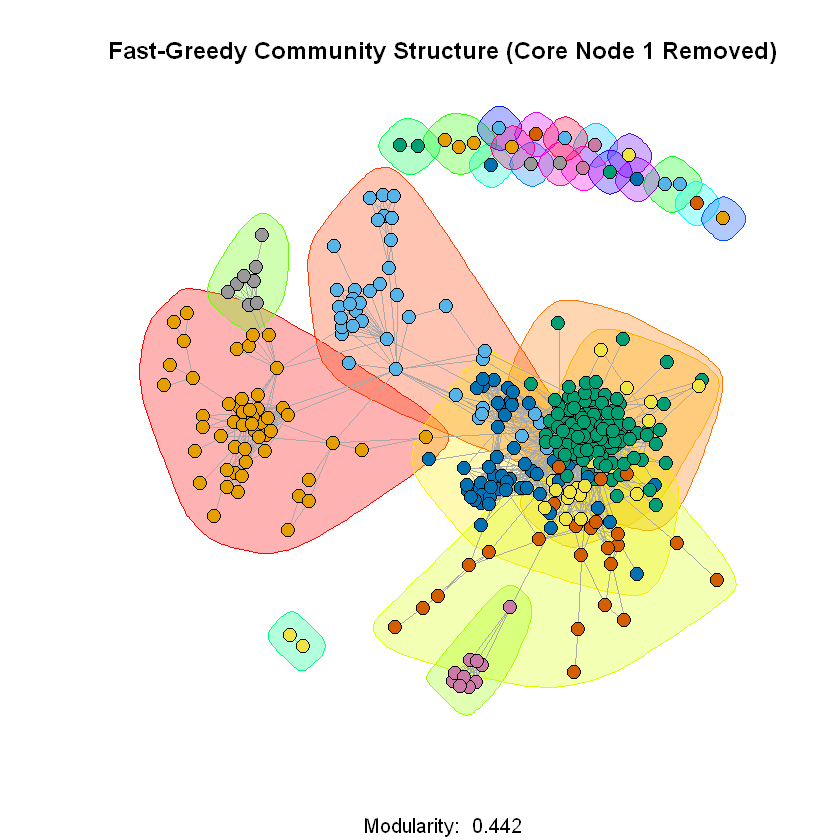 Fast-Greedy Community Structure (Core Node 1 Removed)
Modularity: 0.442